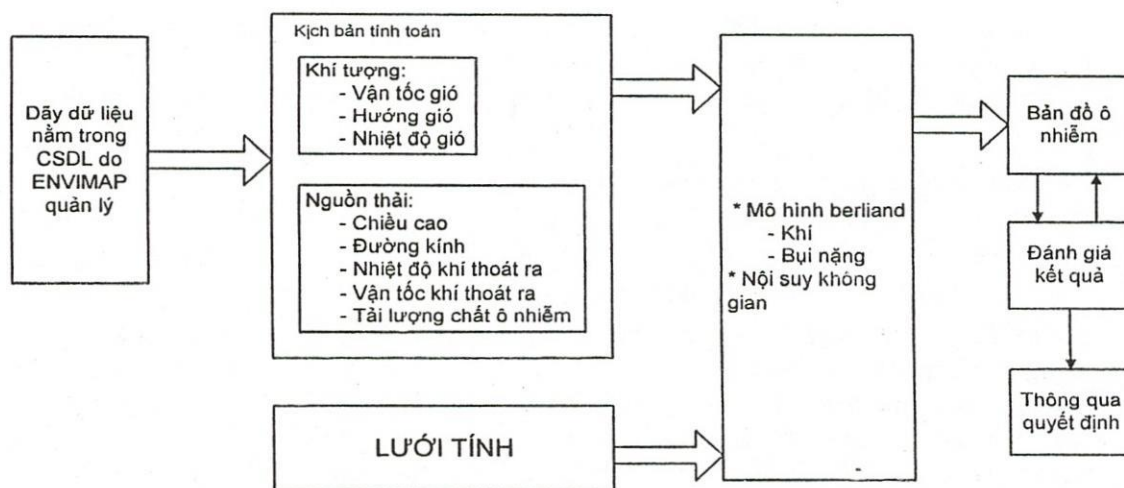 Dãy dữ liệu
nằm trong
CSDL do
ENVIMAP
quản lý
Kịch bản tính toán
Khí tượng:
- Vận tốc gió
- Hướng gió
- Nhiệt độ gió
Nguồn thải:
- Chiều cao
- Đường kính
- Nhiệt độ khí thoát ra
- Vận tốc khí thoát ra
- Tải lượng chất ô nhiễm
LƯỚI TÍNH
* Mô hình berliand
- Khí
- Bụi nặng
* Nội suy không
gian
Bản đồ ô
nhiễm
Đánh giá
kết quả
Thông qua
quyết định